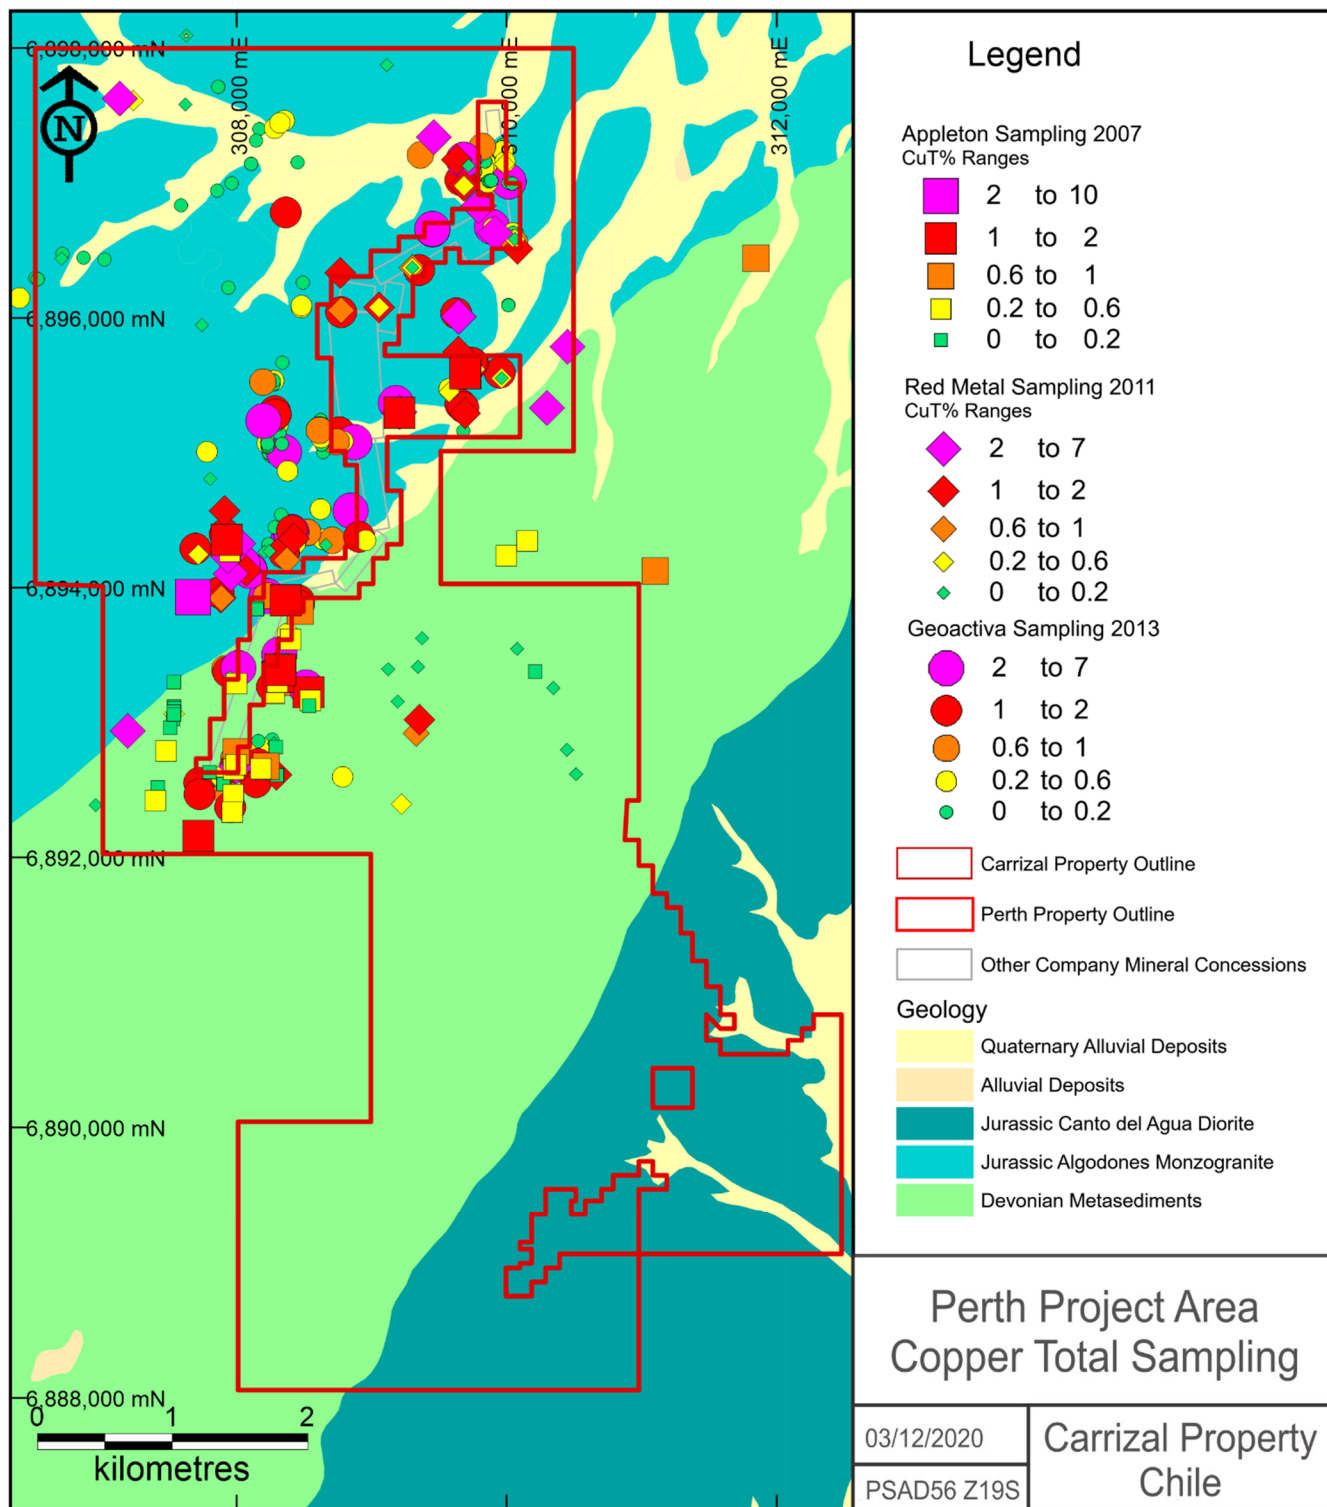 6,898,000 mN
308,000 mE
310,000 mE
312,000 mE
N
6,896,000 mN
6,894,000 mN
6,892,000 mN
6,890,000 mN
6,888,000 mN
0 1 2
kilometres
Legend
Appleton Sampling 2007
CuT% Ranges
2 to 10
1 to 2
0.6 to 1
0.2 to 0.6
0 to 0.2
Red Metal Sampling 2011
CuT% Ranges
2 to 7
1 to 2
0.6 to 1
0.2 to 0.6
0 to 0.2
Geoactiva Sampling 2013
2 to 7
1 to 2
0.6 to 1
0.2 to 0.6
0 to 0.2
Carrizal Property Outline
Perth Property Outline
Other Company Mineral Concessions
Geology
Quaternary Alluvial Deposits
Alluvial Deposits
Jurassic Canto del Agua Diorite
Jurassic Algodones Monzogranite
Devonian Metasediments
Perth Project Area
Copper Total Sampling
03/12/2020
PSAD56 Z19S
Carrizal Property
Chile